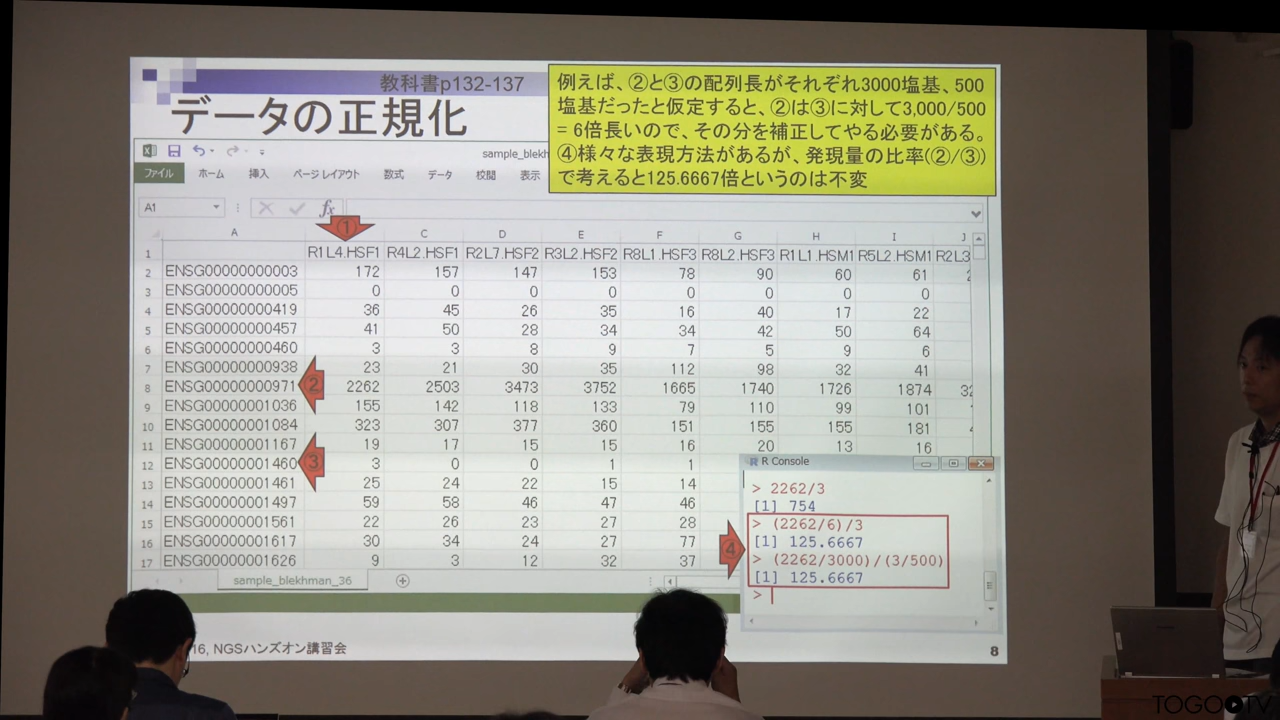 教科書p132-137
データの正規化
例えば、②と③の配列長がそれぞれ3000塩基、500
塩基だったと仮定すると、②は③に対して3,000/500
= 6倍長いので、その分を補正してやる必要がある。
④様々な表現方法があるが、発現量の比率(②/③)
で考えると125.6667倍というのは不変
sample_blekh
ファイル ホーム 挿入 ページ レイアウト 数式 データ 校閲 表示
A1 fx
①
A C D E F G H I J
1 R1L4.HSF1 R4L2.HSF1 R2L7.HSF2 R3L2.HSF2 R8L1.HSF3 R8L2.HSF3 R1L1.HSM1 R5L2.HSM1 R2L3
2 ENSG00000000003 172 157 147 153 78 90 60 61
3 ENSG00000000005 0 0 0 0 0 0 0 0
4 ENSG00000000419 36 45 26 35 16 40 17 22
5 ENSG00000000457 41 50 28 34 34 42 50 64
6 ENSG00000000460 3 3 8 9 7 5 9 6
7 ENSG00000000938 23 21 30 35 112 98 32 41
8 ENSG00000000971 ② 2262 2503 3473 3752 1665 1740 1726 1874 32
9 ENSG00000001036 155 142 118 133 79 110 99 101
10 ENSG00000001084 323 307 377 360 151 155 155 181
11 ENSG00000001167 19 17 15 15 16 20 13 16
12 ENSG00000001460 ③ 3 0 0 1 1
13 ENSG00000001461 25 24 22 15 14
14 ENSG00000001497 59 58 46 47 46
15 ENSG00000001561 22 26 23 27 28
16 ENSG00000001617 30 34 24 27 77
17 ENSG00000001626 9 3 12 32 37
sample_blekhman_36
R Console
> 2262/3
[1] 754
> (2262/6)/3
[1] 125.6667
④
> (2262/3000)/(3/500)
[1] 125.6667
>
16, NGSハンズオン講習会
8
TOGOTV